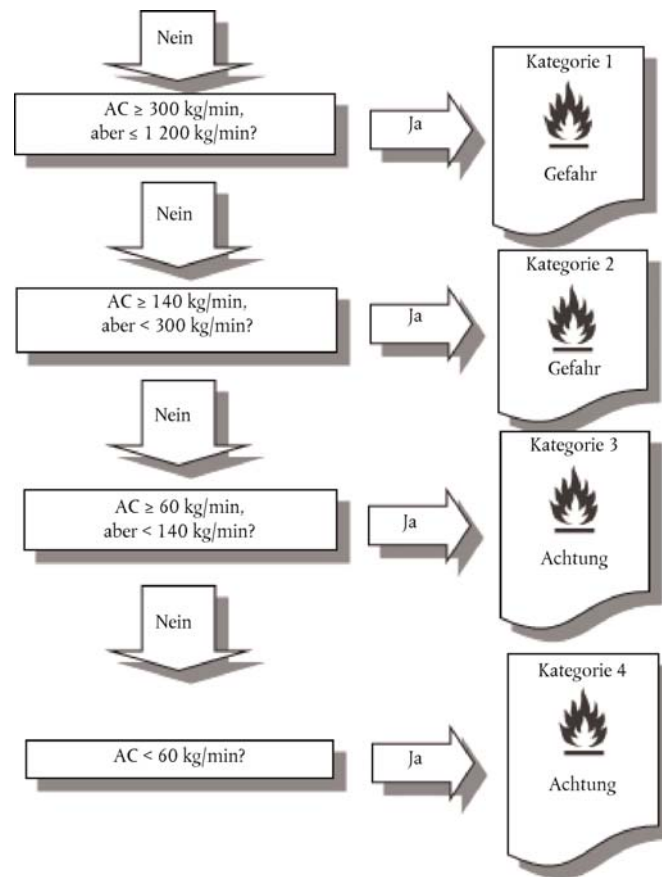 Nein
AC ≥ 300 kg/min,
aber ≤ 1 200 kg/min?
Ja
Kategorie 1
Gefahr
Nein
AC ≥ 140 kg/min,
aber < 300 kg/min?
Ja
Kategorie 2
Gefahr
Nein
AC ≥ 60 kg/min,
aber < 140 kg/min?
Ja
Kategorie 3
Achtung
Nein
AC < 60 kg/min?
Ja
Kategorie 4
Achtung